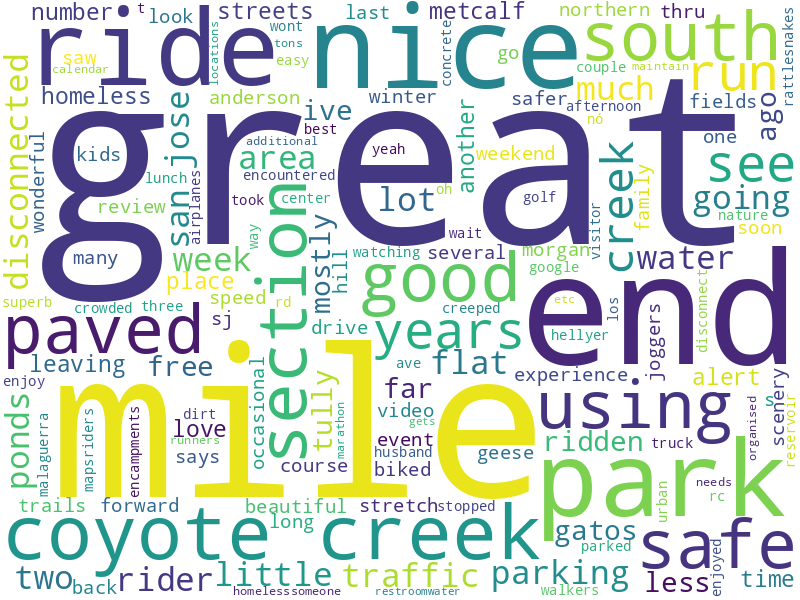 number
t
look
streets
wont
tons
metcalf
northern
thru
last
go
couple
ride
nice
south
saw
calendar
locations
easy
concrete
maintain
run
rattlesnakes
homeless
anderson
winter
safer
much
fields
ago
disconnected
ive
best
afternoon
nó
one
great
wonderful
kids
san jose
airplanes
additional
yeah
another
weekend
creek
family
see
area
encountered
lunch
took
center
lot
oh
golf
visitor
going
nature
soon
review
way
wait
many
week
section
mostly
hill
watching
several
morgan
google
water
place
superb
crowded
three
speed
rd
good
creeped
etc
los
disconnect
end
sj
drive
years
hellyer
joggers
paved
leaving
free
ave
flat
experience
alert
scenery
reservoir
enjoy
mile
far
ponds
malaguerra
mapsriders
encampments
dirt
love
runners
occasional
tully
marathon
video
gets
event
husband
using
s
organised
says
course
biked
geese
ridden
truck
park
needs
rc
urban
trails
forward
beautiful
stretch
stopped
long
coyote creek
gatos
parked
safe
enjoyed
two
back
rider
little
traffic
parking
less
time
homelesssomeone
restroomwater
walkers